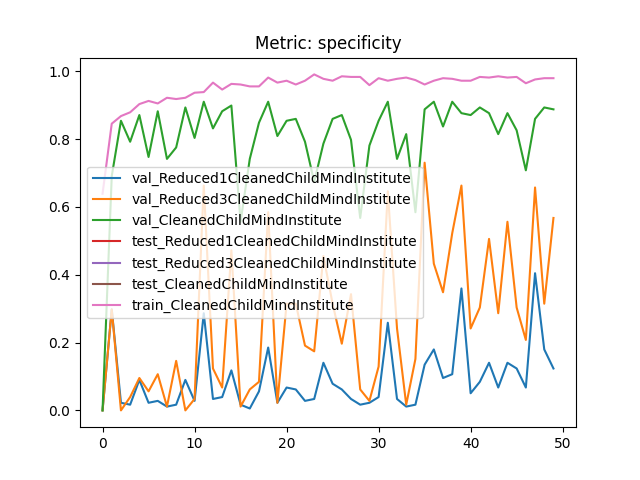 Metric: specificity
1.0
0.8
0.6
0.4
0.2
0.0
val_Reduced1CleanedChildMindInstitute
val_Reduced3CleanedChildMindInstitute
val_CleanedChildMindInstitute
test_Reduced1CleanedChildMindInstitute
test_Reduced3CleanedChildMindInstitute
test_CleanedChildMindInstitute
train_CleanedChildMindInstitute
0 10 20 30 40 50